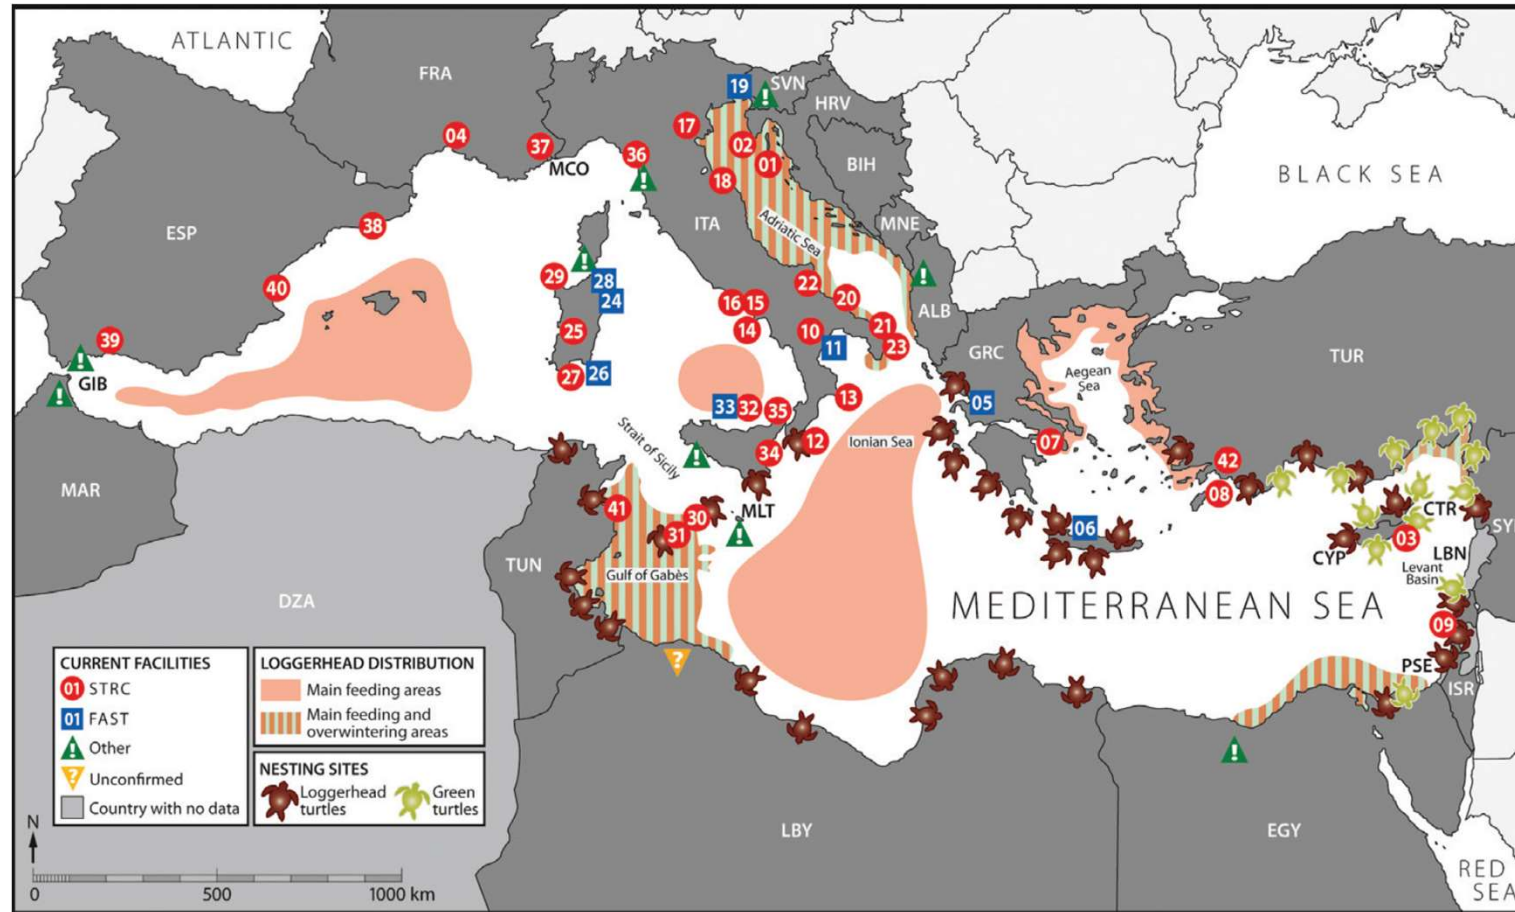 ATLANTIC
FRA
19
SVN
HRV
17
04
37
MCO
36
02
01
BIH
18
BLACK SEA
ESP
38
ITA
Adriatic Sea
MNE
29
28
24
40
22
20
16
15
ALB
14
10
21
25
11
23
39
GIB
GRC
Aegean Sea
TUR
27
26
33
32
35
13
05
Strait of Sicily
12
Ionian Sea
07
34
42
MAR
08
41
30
MLT
31
06
CTR
03
SY
CYP
LBN
Levant
Basin
TUN
Gulf of Gabès
DZA
MEDITERRANEAN SEA
09
PSE
ISR
CURRENT FACILITIES
01 STRC
01 FAST
! Other
? Unconfirmed
Country with no data
LOGGERHEAD DISTRIBUTION
Main feeding areas
Main feeding and
overwintering areas
NESTING SITES
Loggerhead
turtles
Green
turtles
N
0 500 1000 km
LBY
EGY
RED
SEA